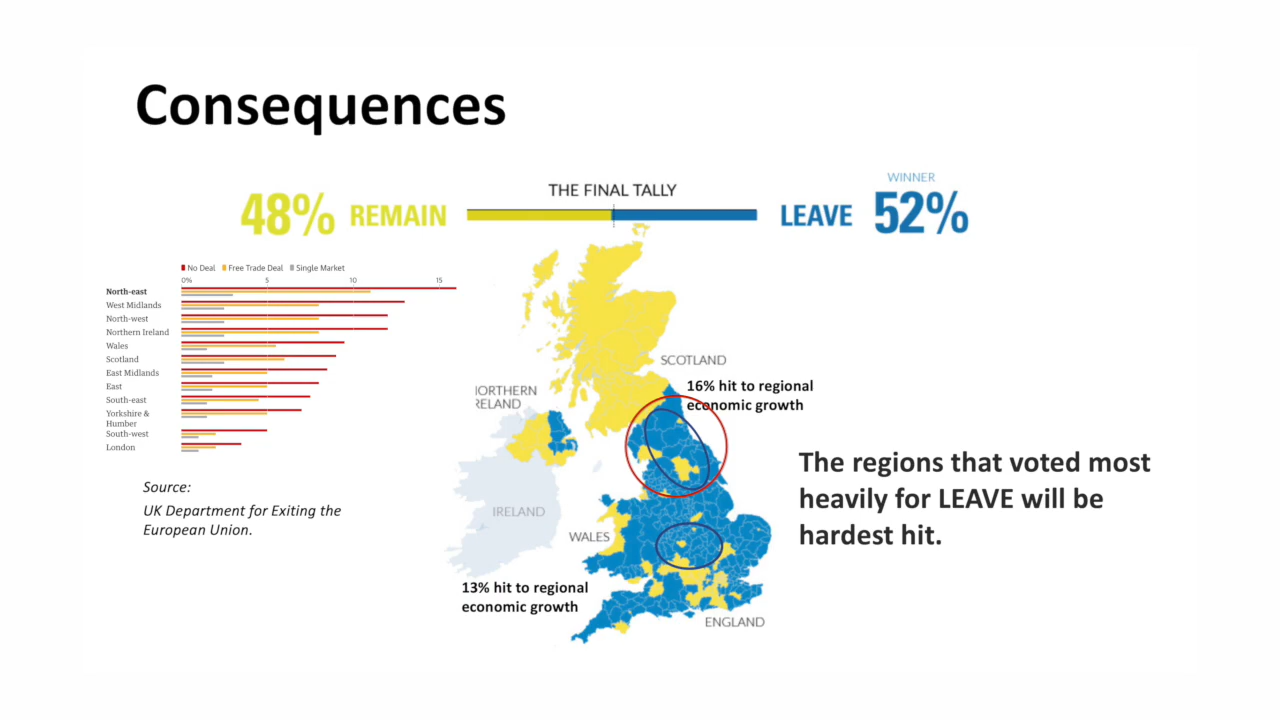 Consequences
THE FINAL TALLY
WINNER
48% REMAIN
LEAVE 52%
No Deal Free Trade Deal Single Market
0% 5 10 15
North-east
West Midlands
North-west
Northern Ireland
Wales
Scotland
East Midlands
East
South-east
Yorkshire &
Humber
South-west
London
Source:
UK Department for Exiting the
European Union.
SCOTLAND
16% hit to regional
economic growth
IORTHERN
RELAND
IRELAND
WALES
13% hit to regional
economic growth
ENGLAND
The regions that voted most
heavily for LEAVE will be
hardest hit.